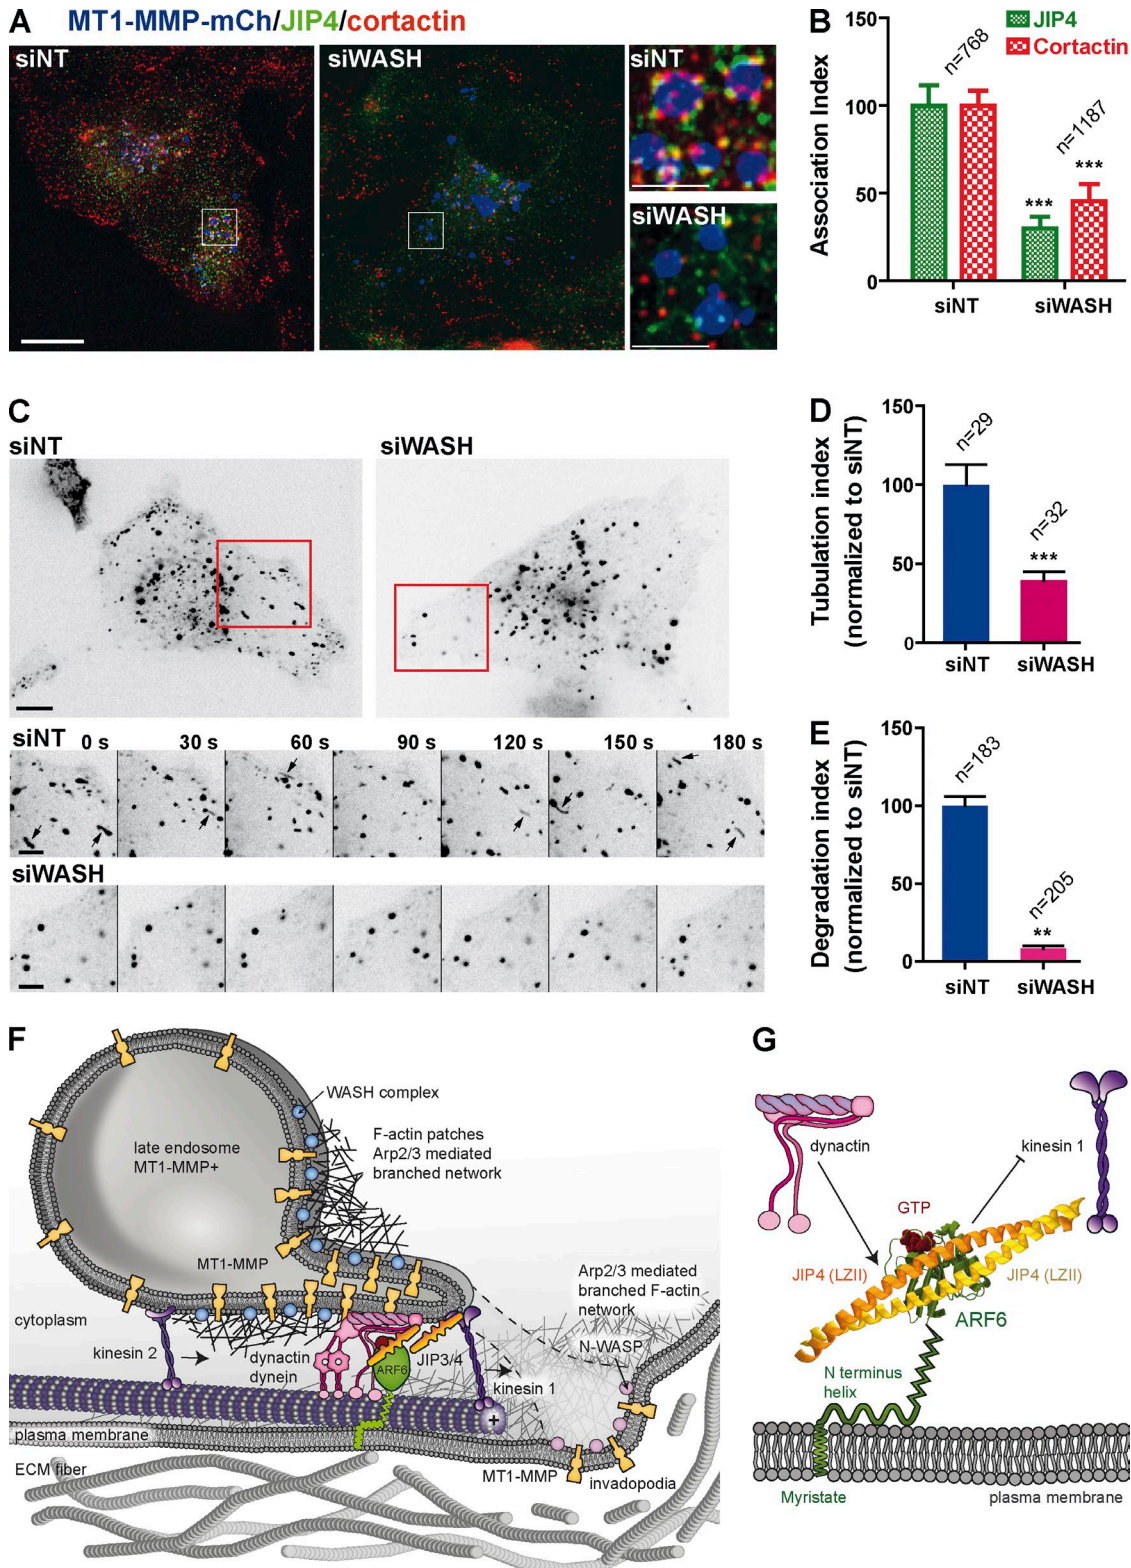 A MT1-MMP-mCh/JIP4/cortactin
siNT
siWASH
siNT
siWASH
B
JIP4
Cortactin
Association Index
150
100
50
0
n=768
n=1187
***
***
siNT
siWASH
C
siNT
siWASH
siNT
0 s
30 s
60 s
90 s
120 s
150 s
180 s
siWASH
D
Tubulation index
(normalized to siNT)
150
100
50
0
n=29
n=32
***
siNT
siWASH
E
Degradation index
(normalized to siNT)
150
100
50
0
n=183
n=205
**
siNT
siWASH
F
WASH complex
F-actin patches
Arp2/3 mediated
branched network
late endosome
MT1-MMP+
MT1-MMP
cytoplasm
kinesin 2
dynactin
dynein
ARF6
JIP3/4
kinesin 1
+
Arp2/3 mediated
branched F-actin
network
N-WASP
plasma membrane
ECM fiber
MT1-MMP
invadopodia
G
dynactin
kinesin 1
GTP
JIP4 (LZII)
JIP4 (LZII)
ARF6
N terminus
helix
Myristate
plasma membrane